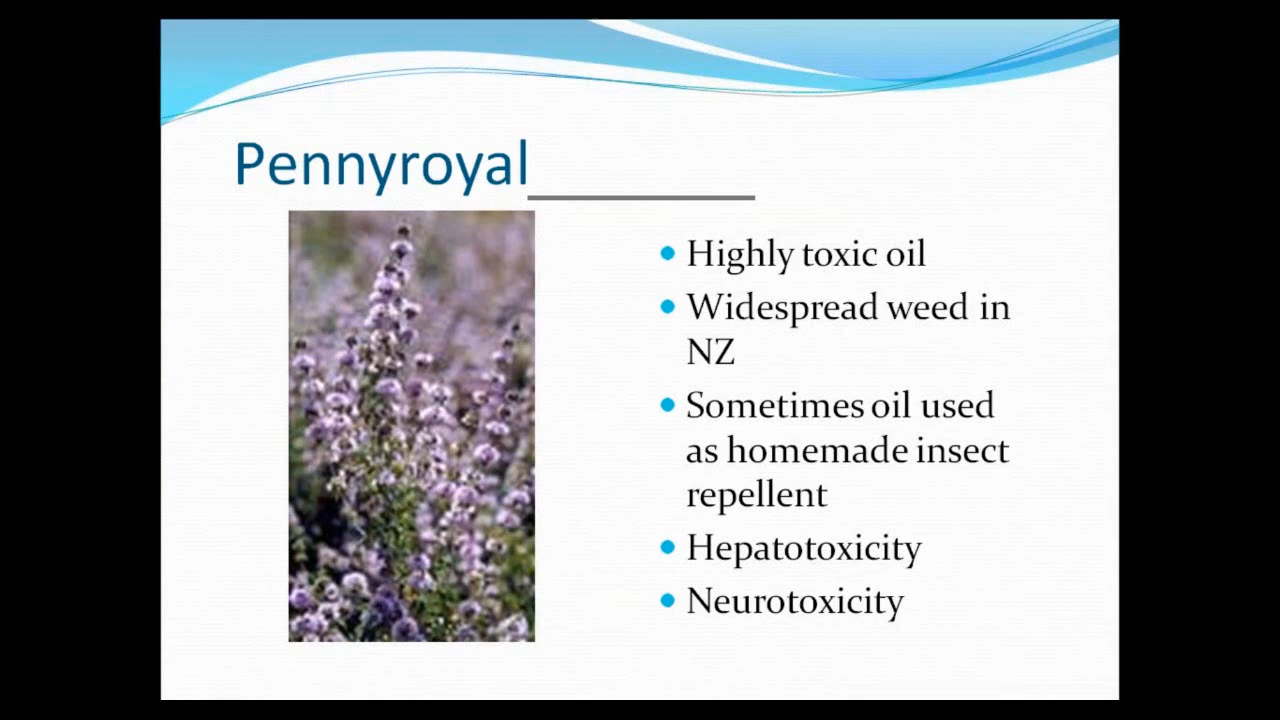 Pennyroyal
Highly toxic oil
Widespread weed in
NZ
Sometimes oil used
as homemade insect
repellent
Hepatotoxicity
Neurotoxicity